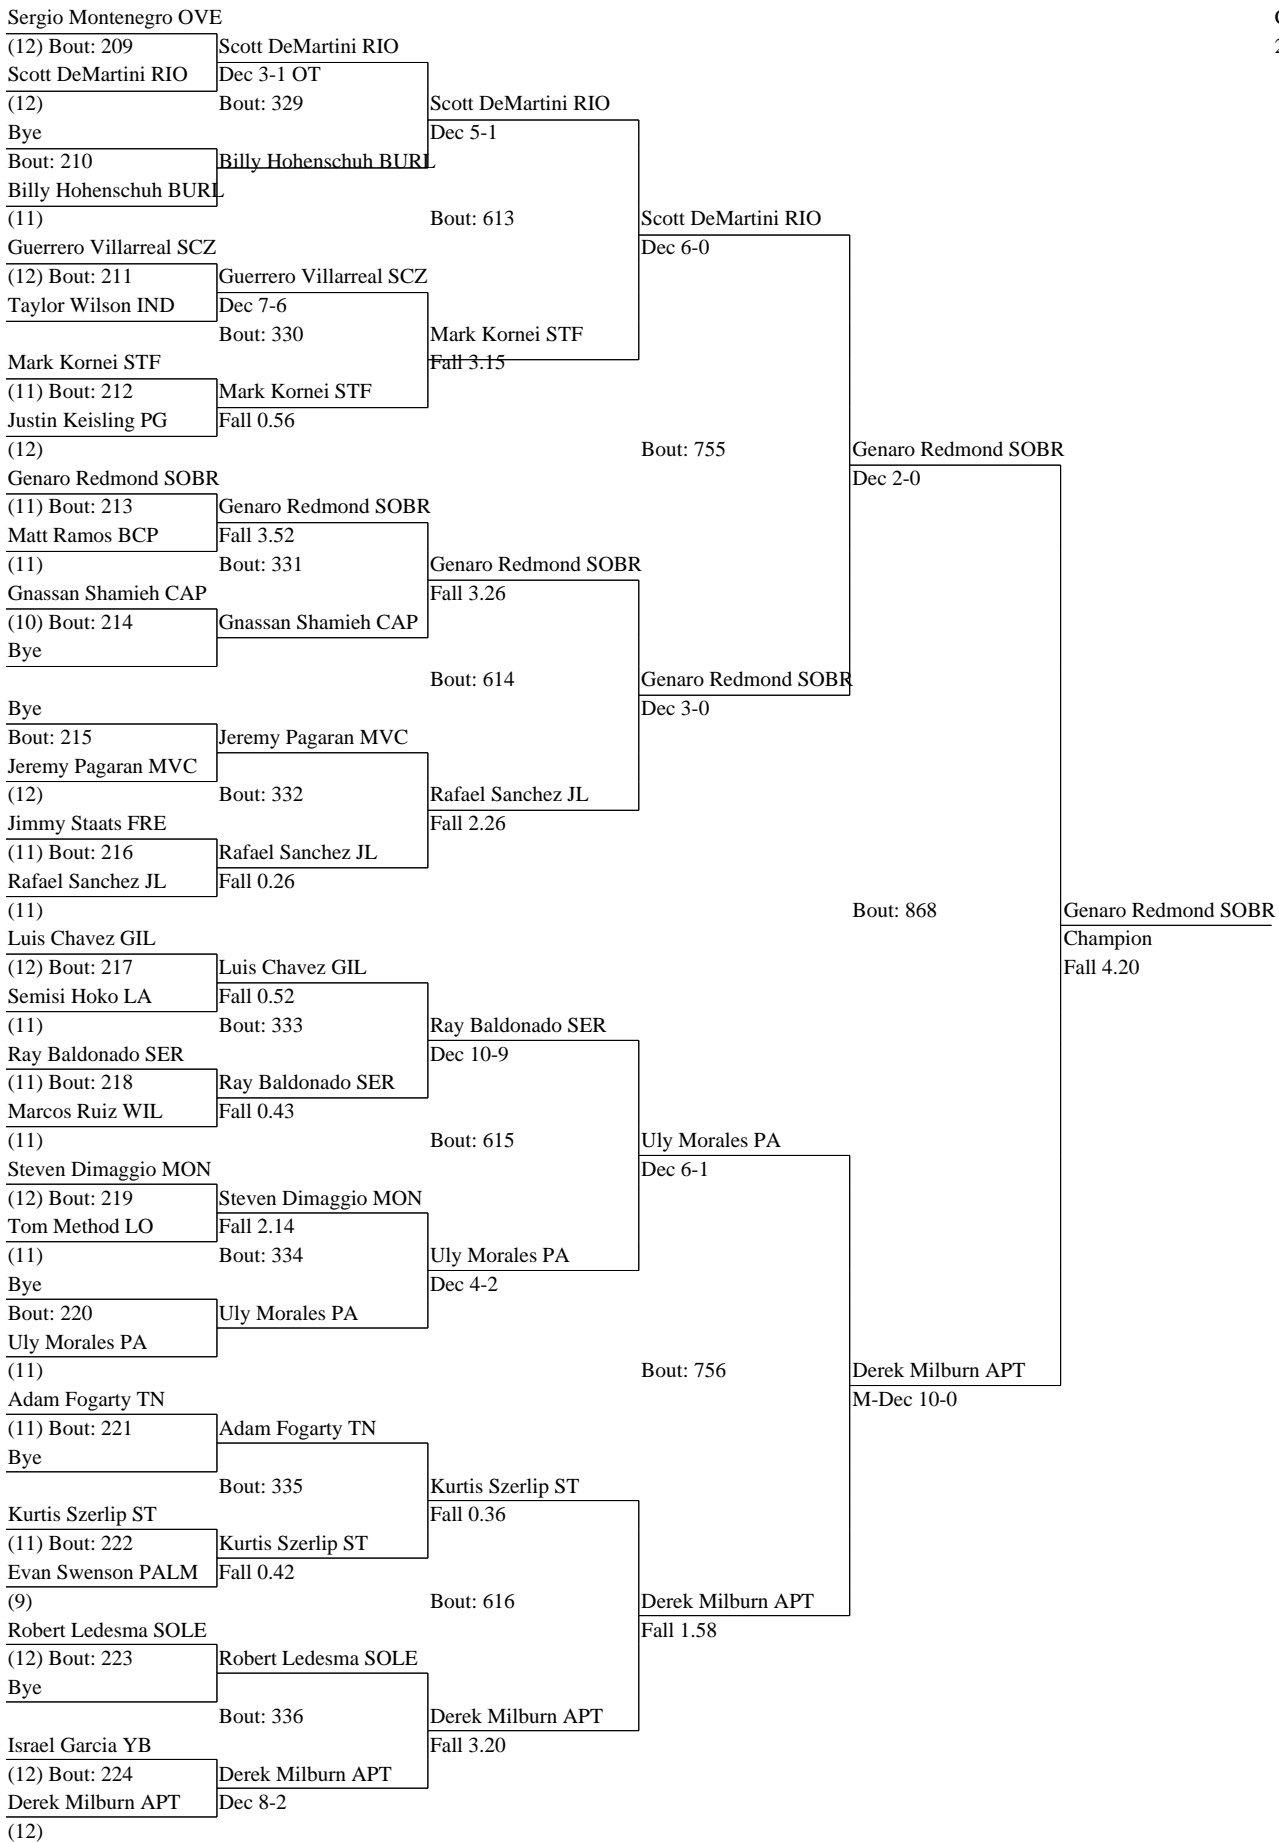 Sergio Montenegro OVE
(12) Bout: 209
Scott DeMartini RIO
Scott DeMartini RIO
Dec 3-1 OT
(12)
Bout: 329
Scott DeMartini RIO
Bye
Dec 5-1
Bout: 210
Billy Hohenschuh BURL
Billy Hohenschuh BURL
(11)
Bout: 613
Scott DeMartini RIO
Guerrero Villarreal SCZ
Dec 6-0
(12) Bout: 211
Guerrero Villarreal SCZ
Taylor Wilson IND
Dec 7-6
Bout: 330
Mark Kornei STF
Mark Kornei STF
Fall 3.15
(11) Bout: 212
Mark Kornei STF
Justin Keisling PG
Fall 0.56
(12)
Bout: 755
Genaro Redmond SOBR
Genaro Redmond SOBR
Dec 2-0
(11) Bout: 213
Genaro Redmond SOBR
Matt Ramos BCP
Fall 3.52
(11)
Bout: 331
Genaro Redmond SOBR
Gnassan Shamieh CAP
Fall 3.26
(10) Bout: 214
Gnassan Shamieh CAP
Bye
Bout: 614
Genaro Redmond SOBR
Bye
Dec 3-0
Bout: 215
Jeremy Pagaran MVC
Jeremy Pagaran MVC
(12)
Bout: 332
Rafael Sanchez JL
Jimmy Staats FRE
Fall 2.26
(11) Bout: 216
Rafael Sanchez JL
Rafael Sanchez JL
Fall 0.26
(11)
Bout: 868
Genaro Redmond SOBR
Luis Chavez GIL
Champion
(12) Bout: 217
Luis Chavez GIL
Fall 4.20
Semisi Hoko LA
Fall 0.52
(11)
Bout: 333
Ray Baldonado SER
Ray Baldonado SER
Dec 10-9
(11) Bout: 218
Ray Baldonado SER
Marcos Ruiz WIL
Fall 0.43
(11)
Bout: 615
Uly Morales PA
Steven Dimaggio MON
Dec 6-1
(12) Bout: 219
Steven Dimaggio MON
Tom Method LO
Fall 2.14
(11)
Bout: 334
Uly Morales PA
Bye
Dec 4-2
Bout: 220
Uly Morales PA
Uly Morales PA
(11)
Bout: 756
Derek Milburn APT
Adam Fogarty TN
M-Dec 10-0
(11) Bout: 221
Adam Fogarty TN
Bye
Bout: 335
Kurtis Szerlip ST
Kurtis Szerlip ST
Fall 0.36
(11) Bout: 222
Kurtis Szerlip ST
Evan Swenson PALM
Fall 0.42
(9)
Bout: 616
Derek Milburn APT
Robert Ledesma SOLE
Fall 1.58
(12) Bout: 223
Robert Ledesma SOLE
Bye
Bout: 336
Derek Milburn APT
Israel Garcia YB
Fall 3.20
(12) Bout: 224
Derek Milburn APT
Derek Milburn APT
Dec 8-2
(12)